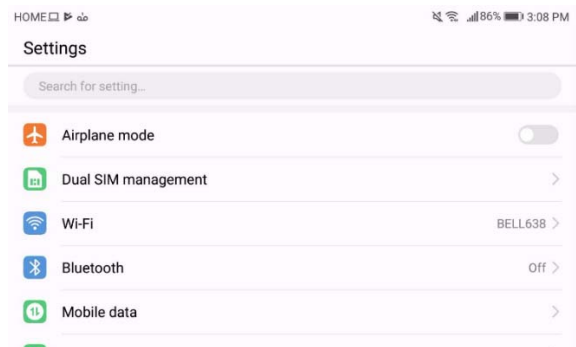 HOME 86% 3:08 PM
Settings
Search for setting...
Airplane mode
Dual SIM management
Wi-Fi BELL638
Bluetooth Off
Mobile data